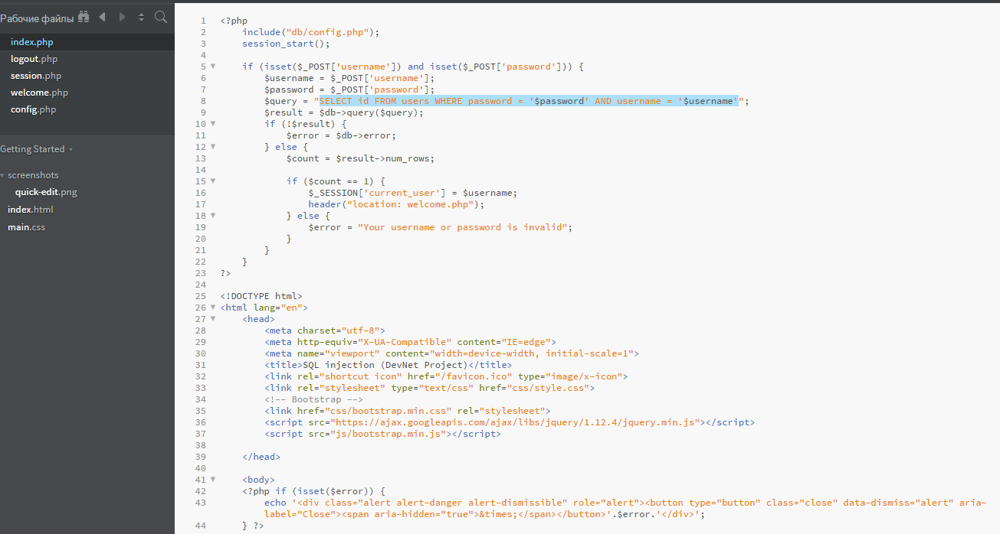 Рабочие файлы
index.php
logout.php
session.php
welcome.php
config.php
Getting Started
screenshots
quick-edit.png
index.html
main.css
1 <?php
2 include("db/config.php");
3 session_start();
4
5 if (isset($_POST['username']) and isset($_POST['password'])) {
6 $username = $_POST['username'];
7 $password = $_POST['password'];
8 $query = "SELECT id FROM users WHERE password = '$password' AND username = '$username'";
9 $result = $db->query($query);
10 if (!$result) {
11 $error = $db->error;
12 } else {
13 $count = $result->num_rows;
14
15 if ($count == 1) {
16 $_SESSION['current_user'] = $username;
17 header("location: welcome.php");
18 } else {
19 $error = "Your username or password is invalid";
20 }
21 }
22 }
23 ?>
24
25 <!DOCTYPE html>
26 <html lang="en">
27 <head>
28 <meta charset="utf-8">
29 <meta http-equiv="X-UA-Compatible" content="IE=edge">
30 <meta name="viewport" content="width=device-width, initial-scale=1">
31 <title>SQL injection (DevNet Project)</title>
32 <link rel="shortcut icon" href="/favicon.ico" type="image/x-icon">
33 <link rel="stylesheet" type="text/css" href="css/style.css">
34 <!-- Bootstrap -->
35 <link href="css/bootstrap.min.css" rel="stylesheet">
36 <script src="https://ajax.googleapis.com/ajax/libs/jquery/1.12.4/jquery.min.js"></script>
37 <script src="js/bootstrap.min.js"></script>
38
39 </head>
40
41 <body>
42 <?php if (isset($error)) {
43 echo '<div class="alert alert-danger alert-dismissible" role="alert"><button type="button" class="close" data-dismiss="alert" aria-
label="Close"><span aria-hidden="true">&times;</span></button>'.$error.'</div>';
44 } ?>